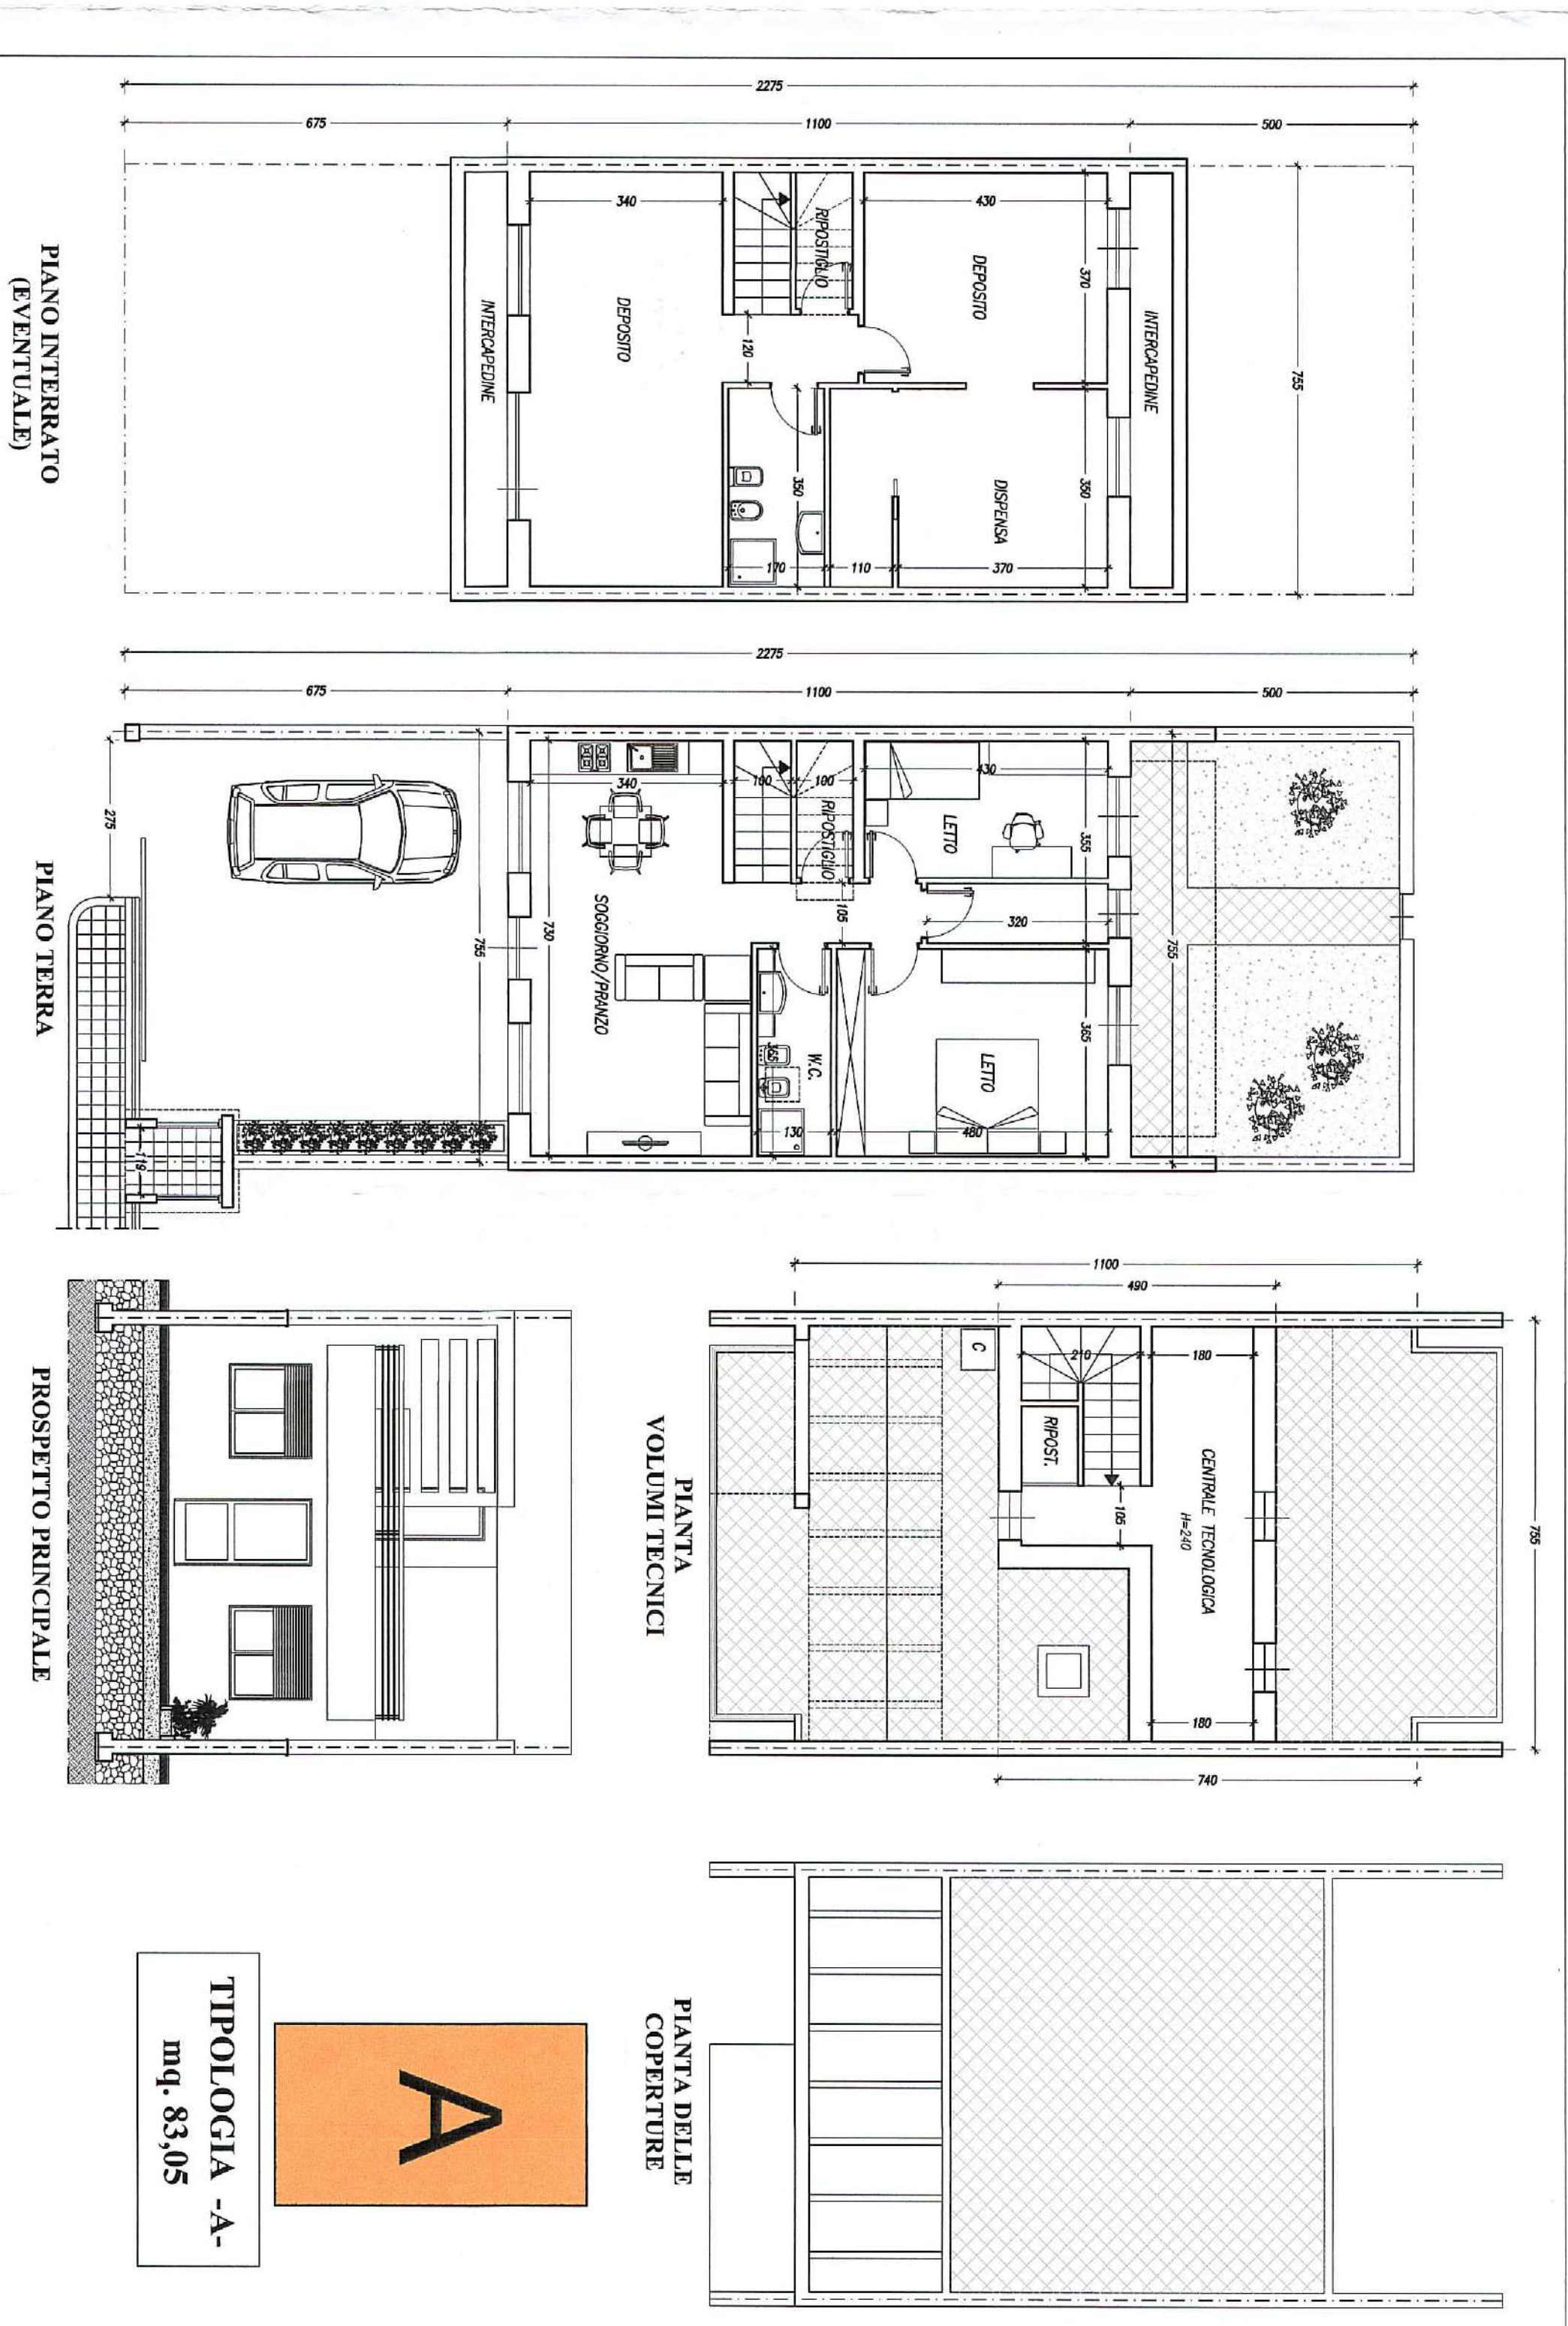 2275
675
1100
500
340
430
RIPOSTIGLIO
DEPOSITO
370
INTERCAPEDINE
755
INTERCAPEDINE
DEPOSITO
120
350
DISPENSA
350
170
110
370
PIANO INTERRATO
(EVENTUALE)
2275
675
1100
500
275
340
100
100
430
RIPOSTIGLIO
LETTO
355
105
320
755
730
755
SOGGIORNO/PRANZO
W.C.
365
LETTO
365
130
480
119
PIANO TERRA
1100
490
C
210
180
755
RIPOST.
105
CENTRALE TECNOLOGICA
H=240
180
740
PIANTA
VOLUMI TECNICI
PROSPETTO PRINCIPALE
PIANTA DELLE
COPERTURE
A
TIPOLOGIA -A-
mq. 83,05